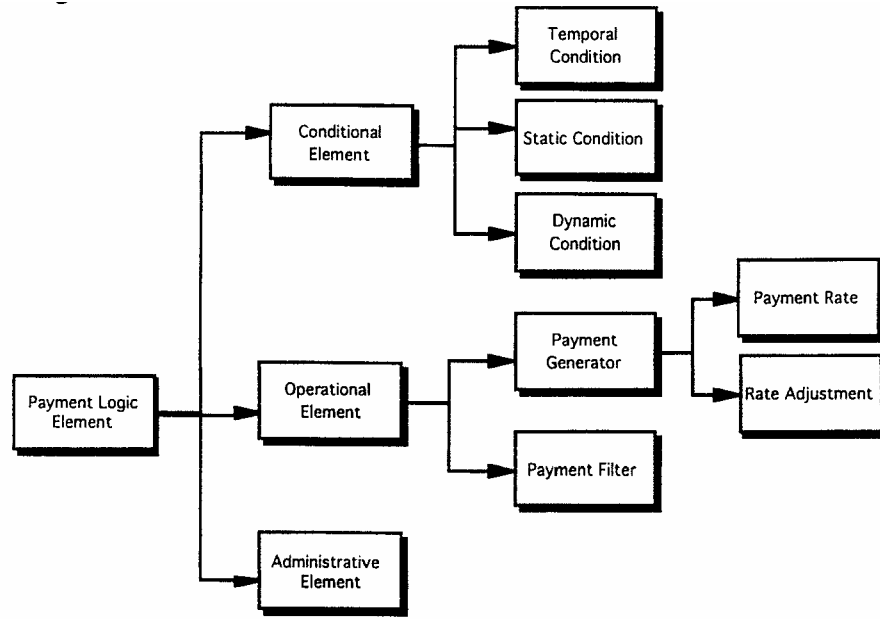 Temporal
Condition
Conditional
Element
Static Condition
Dynamic
Condition
Payment Rate
Payment
Generator
Payment Logic
Element
Operational
Element
Rate Adjustment
Payment Filter
Administrative
Element